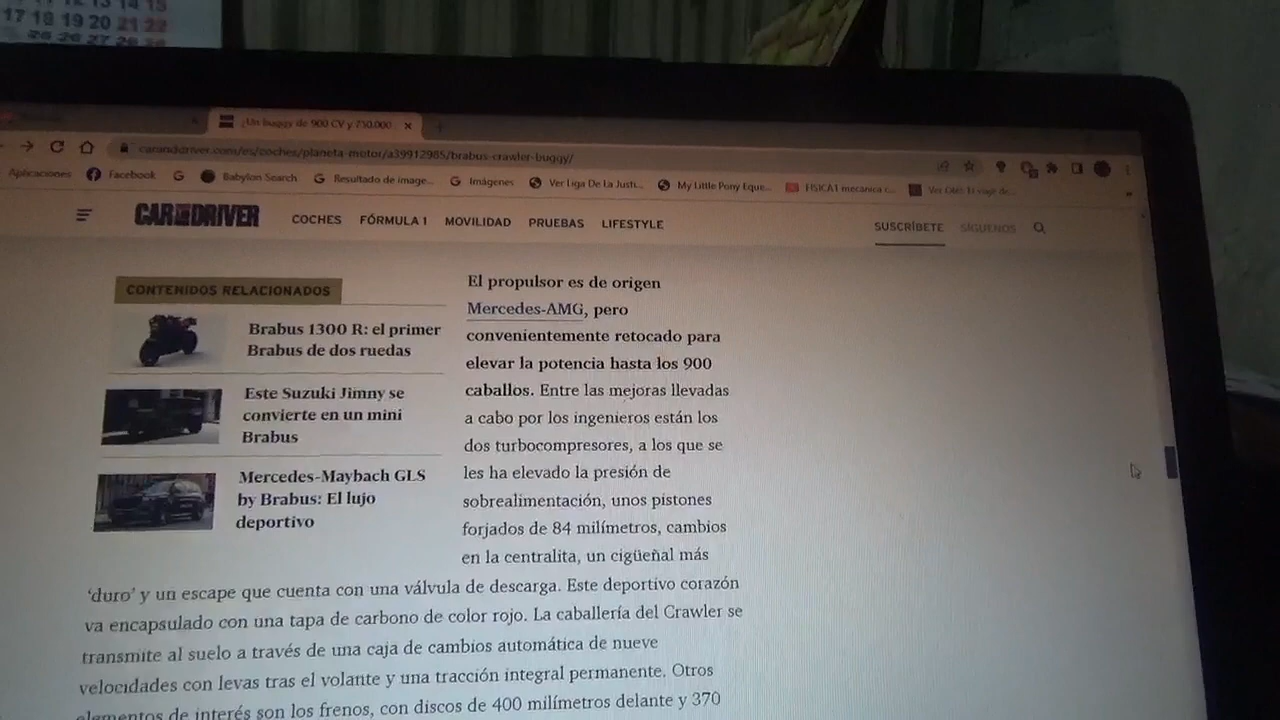 12 13 14 15
17 18 19 20 21 22
26 27 28
¿Un buggy de 900 CV y 750.000
caranddriver.com/es/coches/planeta-motor/a39912985/brabus-crawler-buggy/
Aplicaciones Facebook Babylon Search Resultado de image... Imágenes Ver Liga De La Justi... My Little Pony Eque... FISICA1 mecanica c...
CAR AND DRIVER COCHES FÓRMULA 1 MOVILIDAD PRUEBAS LIFESTYLE SUSCRÍBETE SÍGUENOS
CONTENIDOS RELACIONADOS
Brabus 1300 R: el primer
Brabus de dos ruedas
Este Suzuki Jimny se
convierte en un mini
Brabus
Mercedes-Maybach GLS
by Brabus: El lujo
deportivo
El propulsor es de origen
Mercedes-AMG, pero
convenientemente retocado para
elevar la potencia hasta los 900
caballos. Entre las mejoras llevadas
a cabo por los ingenieros están los
dos turbocompresores, a los que se
les ha elevado la presión de
sobrealimentación, unos pistones
forjados de 84 milímetros, cambios
en la centralita, un cigüeñal más
'duro' y un escape que cuenta con una válvula de descarga. Este deportivo corazón
va encapsulado con una tapa de carbono de color rojo. La caballería del Crawler se
transmite al suelo a través de una caja de cambios automática de nueve
velocidades con levas tras el volante y una tracción integral permanente. Otros
elementos de interés son los frenos, con discos de 400 milímetros delante y 370